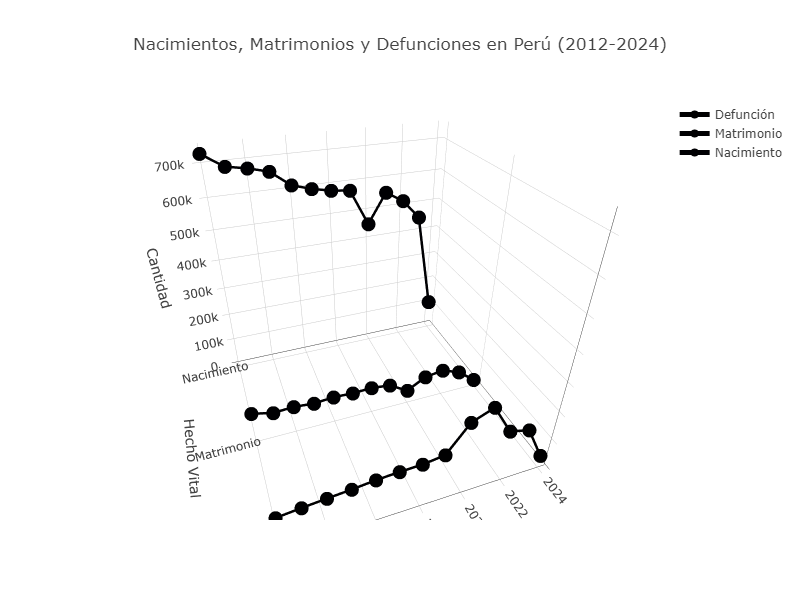 Nacimientos, Matrimonios y Defunciones en Perú (2012-2024)
Defunción
Matrimonio
Nacimiento
700k
600k
500k
400k
300k
200k
100k
0
Cantidad
Nacimiento
Matrimonio
Hecho Vital
2022
2024